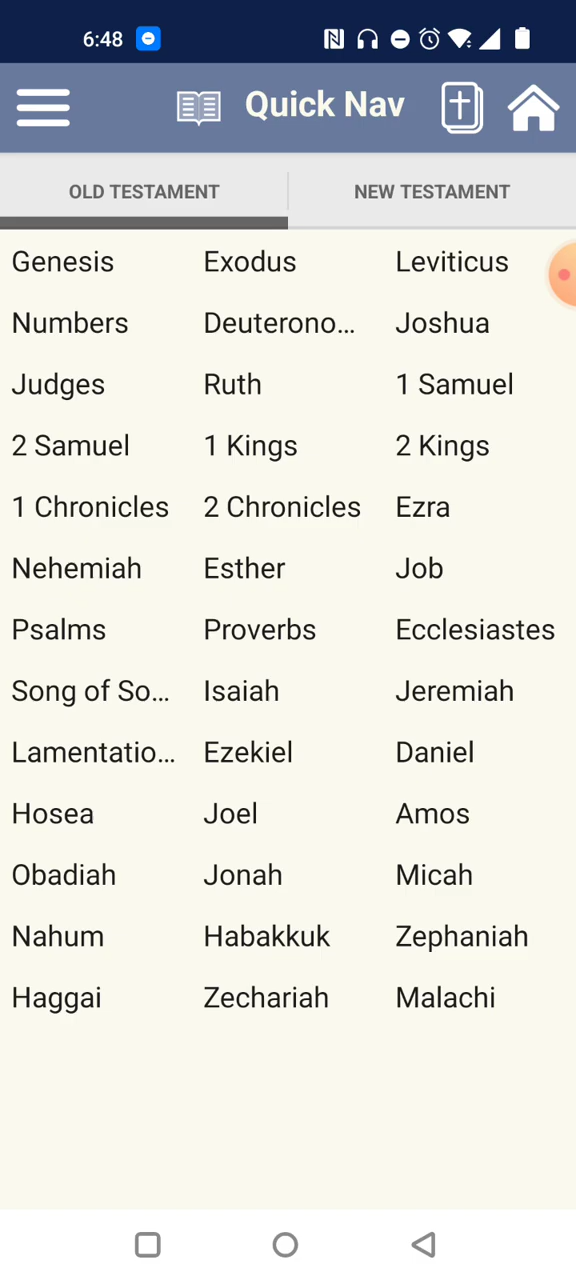 6:48
Quick Nav
OLD TESTAMENT NEW TESTAMENT
Genesis Exodus Leviticus
Numbers Deuterono... Joshua
Judges Ruth 1 Samuel
2 Samuel 1 Kings 2 Kings
1 Chronicles 2 Chronicles Ezra
Nehemiah Esther Job
Psalms Proverbs Ecclesiastes
Song of So... Isaiah Jeremiah
Lamentatio... Ezekiel Daniel
Hosea Joel Amos
Obadiah Jonah Micah
Nahum Habakkuk Zephaniah
Haggai Zechariah Malachi